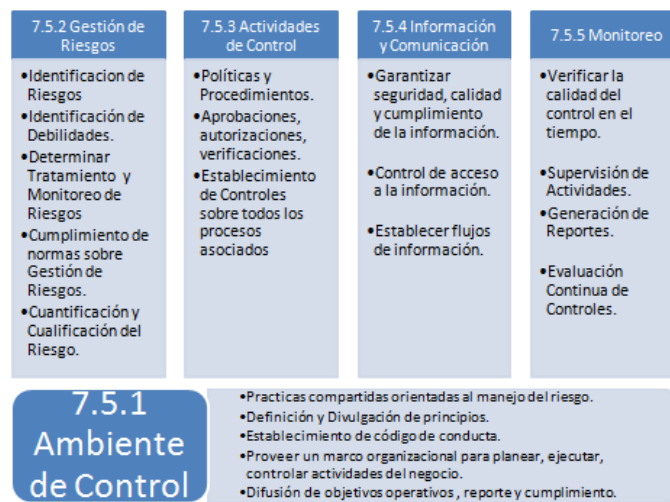 7.5.2 Gestión de
Riesgos
•Identificacion de
Riesgos
•Identificación de
Debilidades.
•Determinar
Tratamiento y
Monitoreo de
Riesgos
•Cumplimiento de
normas sobre
Gestión de
Riesgos.
•Cuantificación y
Cualificación del
Riesgo.
7.5.3 Actividades
de Control
•Políticas y
Procedimientos.
•Aprobaciones,
autorizaciones,
verificaciones.
•Establecimiento
de Controles
sobre todos los
procesos
asociados
7.5.4 Información
y Comunicación
•Garantizar
seguridad, calidad
y cumplimiento
de la información.
•Control de acceso
a la información.
•Establecer flujos
de información.
7.5.5 Monitoreo
•Verificar la
calidad del
control en el
tiempo.
•Supervisión de
Actividades.
•Generación de
Reportes.
•Evaluación
Continua de
Controles.
7.5.1
Ambiente
de Control
•Practicas compartidas orientadas al manejo del riesgo.
•Definición y Divulgación de principios.
•Establecimiento de código de conducta.
•Proveer un marco organizacional para planear, ejecutar,
controlar actividades del negocio.
•Difusión de objetivos operativos , reporte y cumplimiento.